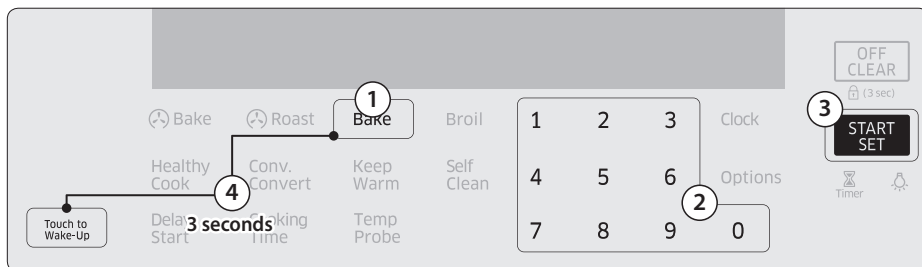 OFF
CLEAR
(3 sec)
1
3
Bake
Roast
Bake
Broil
1 2 3
Clock
START
SET
Healthy
Cook
Conv.
Convert
Keep
Warm
Self
Clean
4 5 6
Options
Timer
4
2
Touch to
Wake-Up
Delay
Start
3 seconds
Cooking
Time
Temp
Probe
7 8 9 0